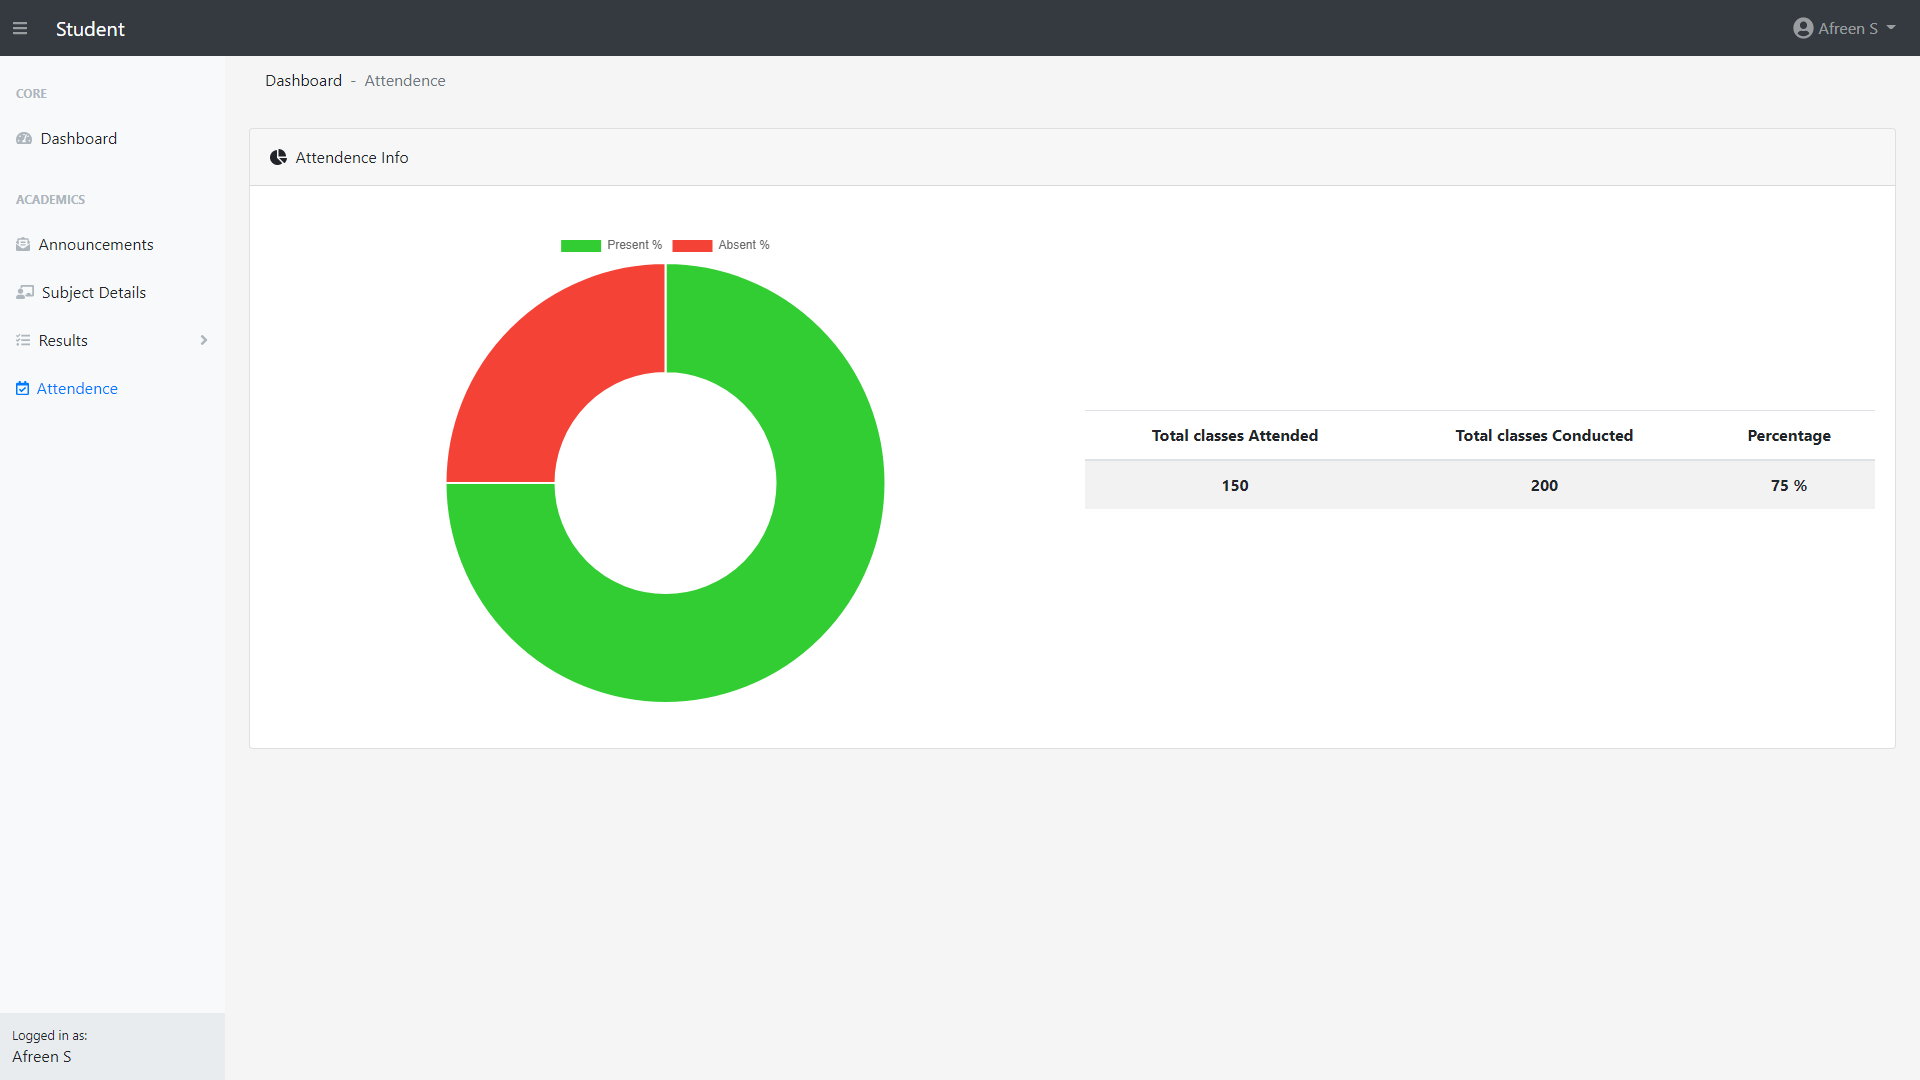 Student
Afreen S
CORE
Dashboard
ACADEMICS
Announcements
Subject Details
Results
Attendence
Logged in as:
Afreen S
Dashboard - Attendence
Attendence Info
Present % Absent %
Total classes Attended Total classes Conducted Percentage
150 200 75 %